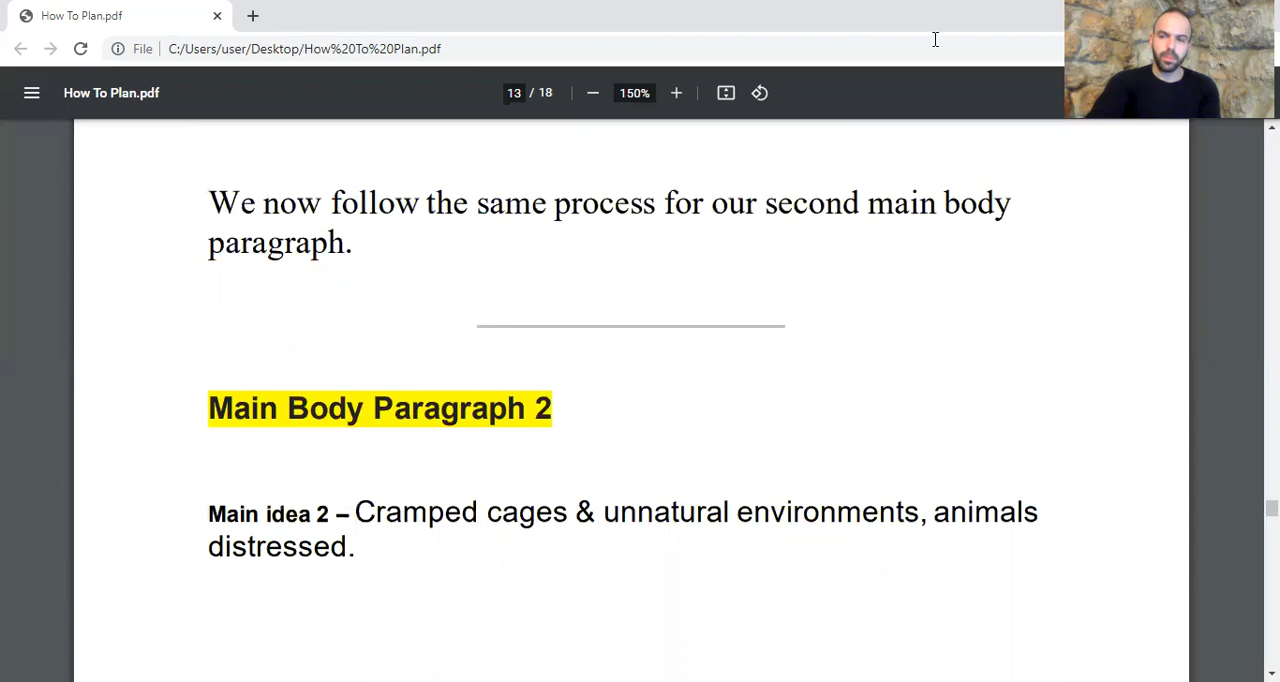 How To Plan.pdf
File C:/Users/user/Desktop/How%20To%20Plan.pdf
How To Plan.pdf
13 / 18
150%
We now follow the same process for our second main body
paragraph.
Main Body Paragraph 2
Main idea 2 – Cramped cages & unnatural environments, animals
distressed.